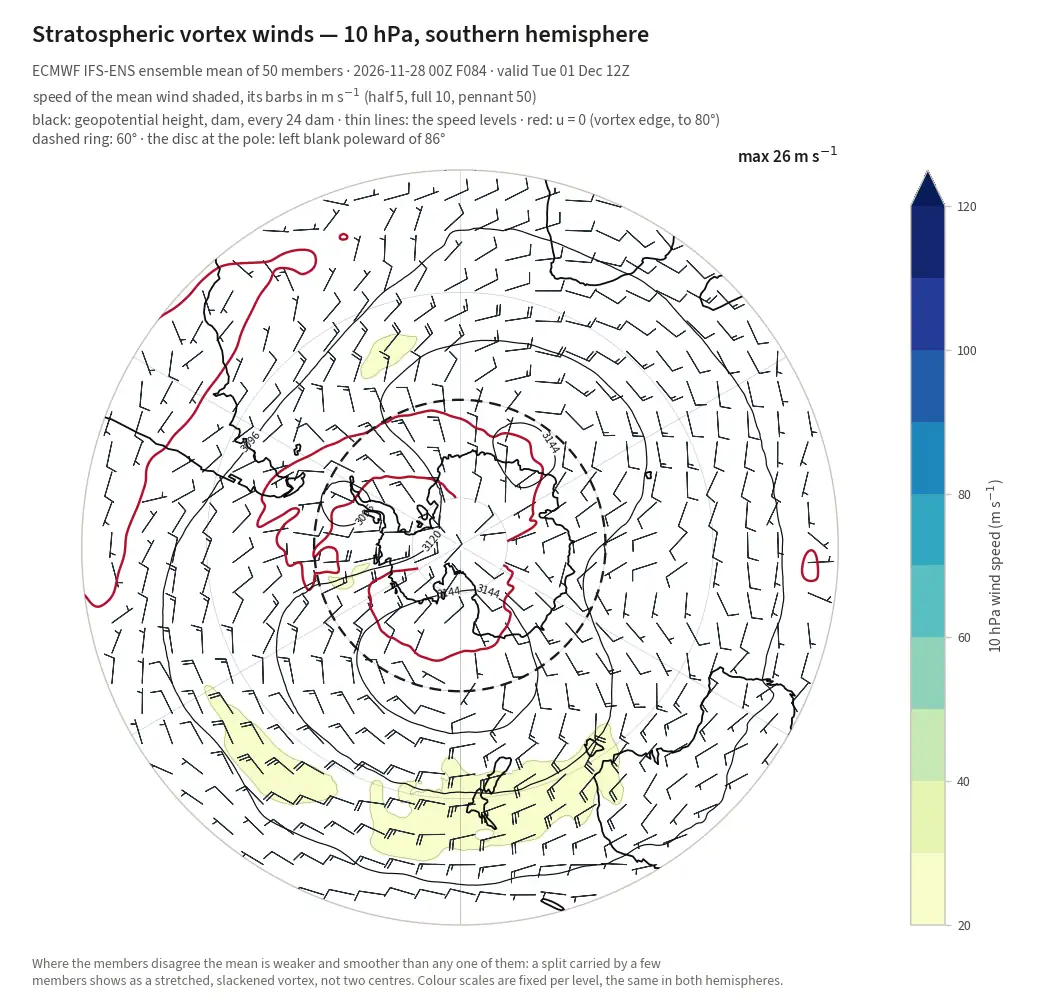 Stratospheric vortex winds — 10 hPa, southern hemisphere
ECMWF IFS-ENS ensemble mean of 50 members · 2026-11-28 00Z F084 · valid Tue 01 Dec 12Z
speed of the mean wind shaded, its barbs in m s⁻¹ (half 5, full 10, pennant 50)
black: geopotential height, dam, every 24 dam · thin lines: the speed levels · red: u = 0 (vortex edge, to 80°)
dashed ring: 60° · the disc at the pole: left blank poleward of 86°
max 26 m s⁻¹
120
100
80
60
40
20
10 hPa wind speed (m s⁻¹)
3096
3144
3120
3144
3144
Where the members disagree the mean is weaker and smoother than any one of them: a split carried by a few
members shows as a stretched, slackened vortex, not two centres. Colour scales are fixed per level, the same in both hemispheres.